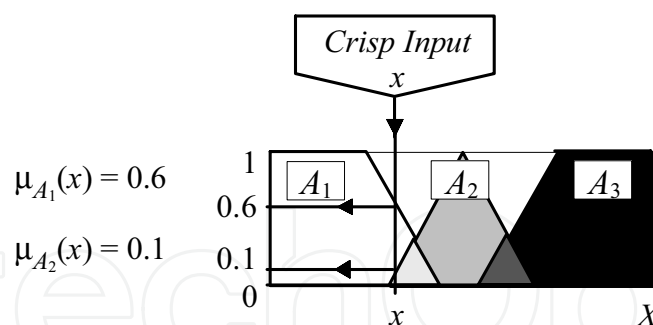 Crisp Input
x
μA₁(x) = 0.6
μA₂(x) = 0.1
1
0.6
0.1
0
A₁
A₂
A₃
x
X